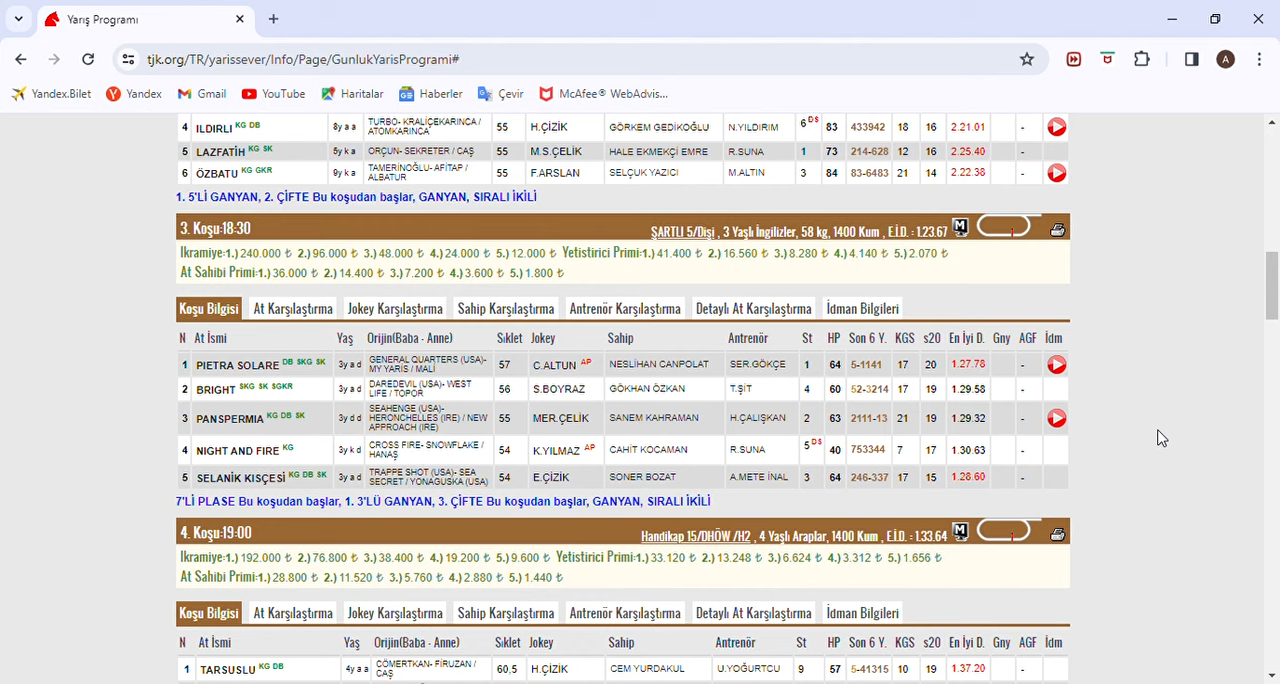 Yarış Programı
tjk.org/TR/yarissever/Info/Page/GunlukYarisProgrami#
A
Yandex.Bilet Yandex Gmail YouTube Haritalar Haberler Çevir McAfee® WebAdvis...
4 ILDIRLI KG DB 8y a a TURBO- KRALİÇEKARINCA / ATOMKARINCA 55 H.ÇİZİK GÖRKEM GEDİKOĞLU N.YILDIRIM 6 DS 83 433942 18 16 2.21.01 -
5 LAZFATİH KG SK 5y k a ORÇUN- SEKRETER / CAŞ 55 M.S.ÇELİK HALE EKMEKÇİ EMRE R.SUNA 1 73 214-628 12 16 2.25.40 -
6 ÖZBATU KG GKR 9y k a TAMERİNOĞLU- AFİTAP / ALBATUR 55 F.ARSLAN SELÇUK YAZICI M.ALTIN 3 84 83-6483 21 14 2.22.38 -
1. 5'Lİ GANYAN, 2. ÇİFTE Bu koşudan başlar, GANYAN, SIRALI İKİLİ
3. Koşu:18:30 ŞARTLI 5/Dişi , 3 Yaşlı İngilizler, 58 kg, 1400 Kum , E.İ.D. : 1.23.67 M
İkramiye:1.) 240.000 ₺ 2.) 96.000 ₺ 3.) 48.000 ₺ 4.) 24.000 ₺ 5.) 12.000 ₺ Yetistirici Primi:1.) 41.400 ₺ 2.) 16.560 ₺ 3.) 8.280 ₺ 4.) 4.140 ₺ 5.) 2.070 ₺
At Sahibi Primi:1.) 36.000 ₺ 2.) 14.400 ₺ 3.) 7.200 ₺ 4.) 3.600 ₺ 5.) 1.800 ₺
Koşu Bilgisi At Karşılaştırma Jokey Karşılaştırma Sahip Karşılaştırma Antrenör Karşılaştırma Detaylı At Karşılaştırma İdman Bilgileri
N At İsmi Yaş Orijin(Baba - Anne) Sıklet Jokey Sahip Antrenör St HP Son 6 Y. KGS s20 En İyi D. Gny AGF İdm
1 PIETRA SOLARE DB SKG SK 3y a d GENERAL QUARTERS (USA)- MY YARİS / MALİ 57 C.ALTUN AP NESLİHAN CANPOLAT SER.GÖKÇE 1 64 5-1141 17 20 1.27.78 -
2 BRIGHT SKG SK SGKR 3y a d DAREDEVIL (USA)- WEST LIFE / TOPOR 56 S.BOYRAZ GÖKHAN ÖZKAN T.ŞİT 4 60 52-3214 17 19 1.29.58 -
3 PANSPERMIA KG DB SK 3y d d SEAHENGE (USA)- HERONCHELLES (IRE) / NEW APPROACH (IRE) 55 MER.ÇELİK SANEM KAHRAMAN H.ÇALIŞKAN 2 63 2111-13 21 19 1.29.32 -
4 NIGHT AND FIRE KG 3y k d CROSS FIRE- SNOWFLAKE / HANAŞ 54 K.YILMAZ AP CAHİT KOCAMAN R.SUNA 5 DS 40 753344 7 17 1.30.63 -
5 SELANİK KISÇESİ KG DB SK 3y a d TRAPPE SHOT (USA)- SEA SECRET / YONAGUSKA (USA) 54 E.ÇİZİK SONER BOZAT A.METE İNAL 3 64 246-337 17 15 1.28.60 -
7'Lİ PLASE Bu koşudan başlar, 1. 3'LÜ GANYAN, 3. ÇİFTE Bu koşudan başlar, GANYAN, SIRALI İKİLİ
4. Koşu:19:00 Handikap 15/DHÖW /H2 , 4 Yaşlı Araplar, 1400 Kum , E.İ.D. : 1.33.64 M
İkramiye:1.) 192.000 ₺ 2.) 76.800 ₺ 3.) 38.400 ₺ 4.) 19.200 ₺ 5.) 9.600 ₺ Yetistirici Primi:1.) 33.120 ₺ 2.) 13.248 ₺ 3.) 6.624 ₺ 4.) 3.312 ₺ 5.) 1.656 ₺
At Sahibi Primi:1.) 28.800 ₺ 2.) 11.520 ₺ 3.) 5.760 ₺ 4.) 2.880 ₺ 5.) 1.440 ₺
Koşu Bilgisi At Karşılaştırma Jokey Karşılaştırma Sahip Karşılaştırma Antrenör Karşılaştırma Detaylı At Karşılaştırma İdman Bilgileri
N At İsmi Yaş Orijin(Baba - Anne) Sıklet Jokey Sahip Antrenör St HP Son 6 Y. KGS s20 En İyi D. Gny AGF İdm
1 TARSUSLU KG DB 4y a a CÖMERTKAN- FİRUZAN / CAŞ 60,5 H.ÇİZİK CEM YURDAKUL U.YOĞURTCU 9 57 5-41315 10 19 1.37.20 -